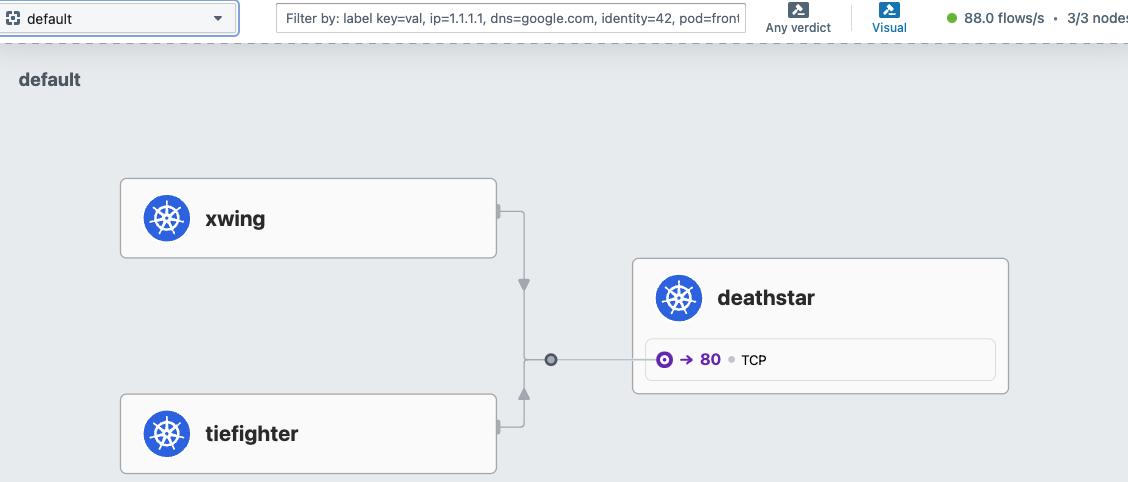 default
Filter by: label key=val, ip=1.1.1.1, dns=google.com, identity=42, pod=front
Any verdict
Visual
88.0 flows/s • 3/3 nodes
default
xwing
deathstar
→ 80 • TCP
tiefighter